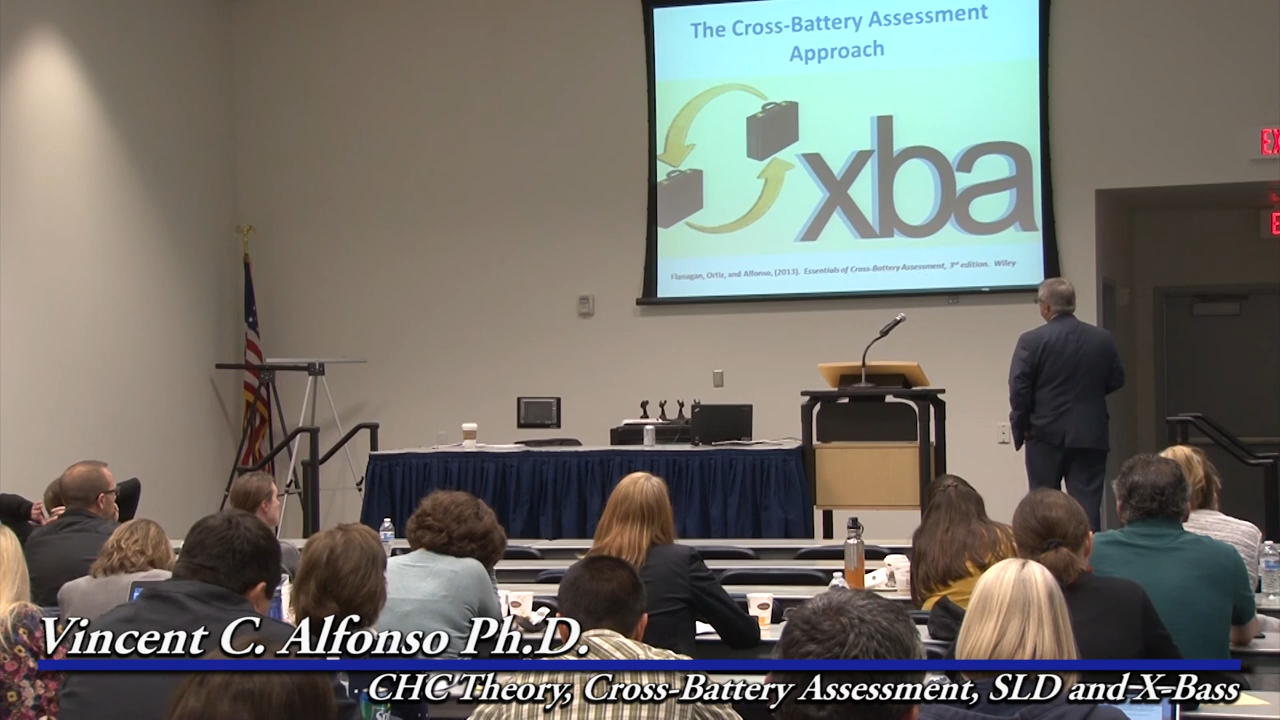 The Cross-Battery Assessment
Approach
xba
Flanagan, Ortiz, and Alfonso, (2013). Essentials of Cross-Battery Assessment, 3rd edition. Wiley
EX
E
Vincent C. Alfonso Ph.D.
CHC Theory, Cross-Battery Assessment, SLD and X-Bass